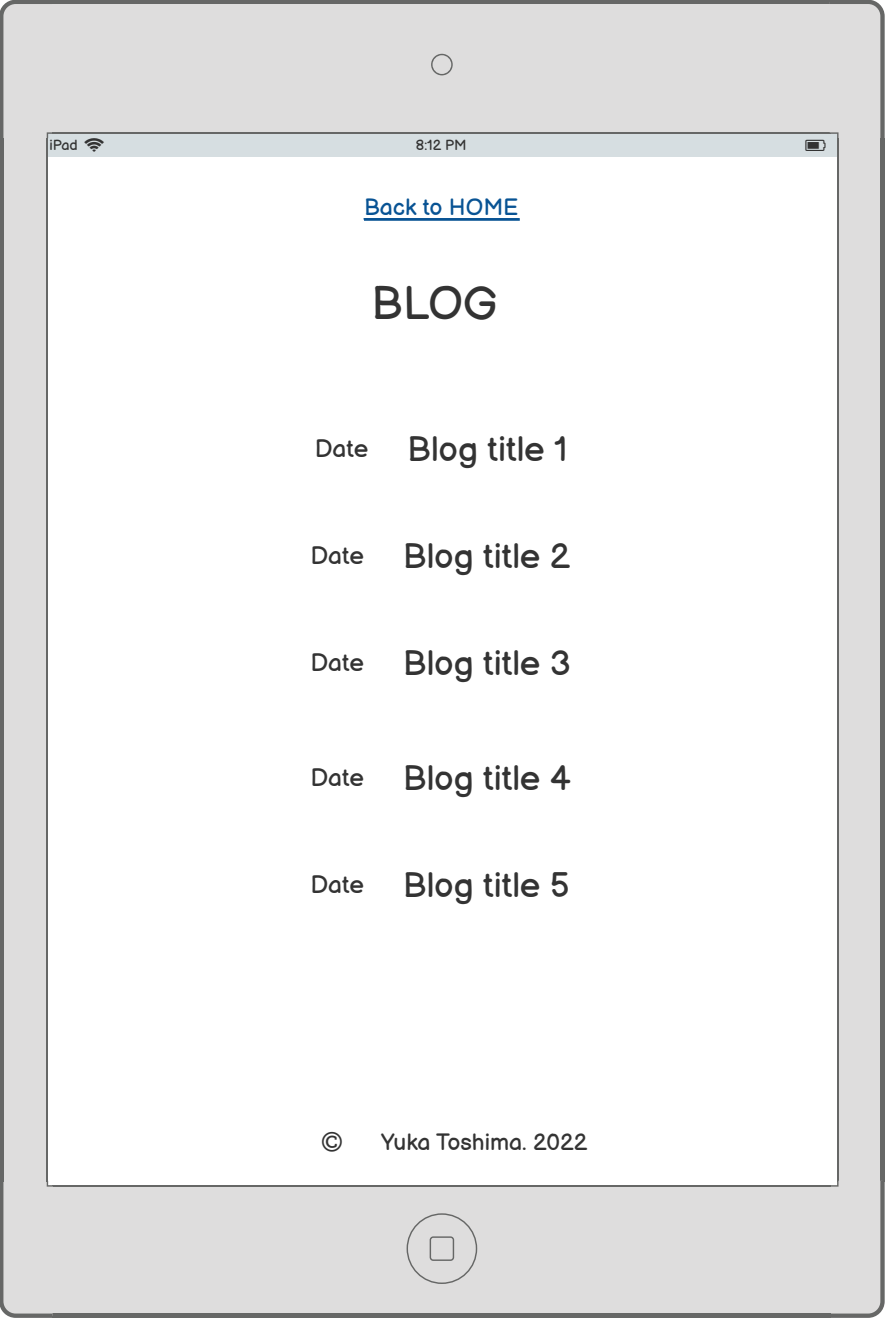 iPad 8:12 PM
Back to HOME
BLOG
Date Blog title 1
Date Blog title 2
Date Blog title 3
Date Blog title 4
Date Blog title 5
© Yuka Toshima. 2022